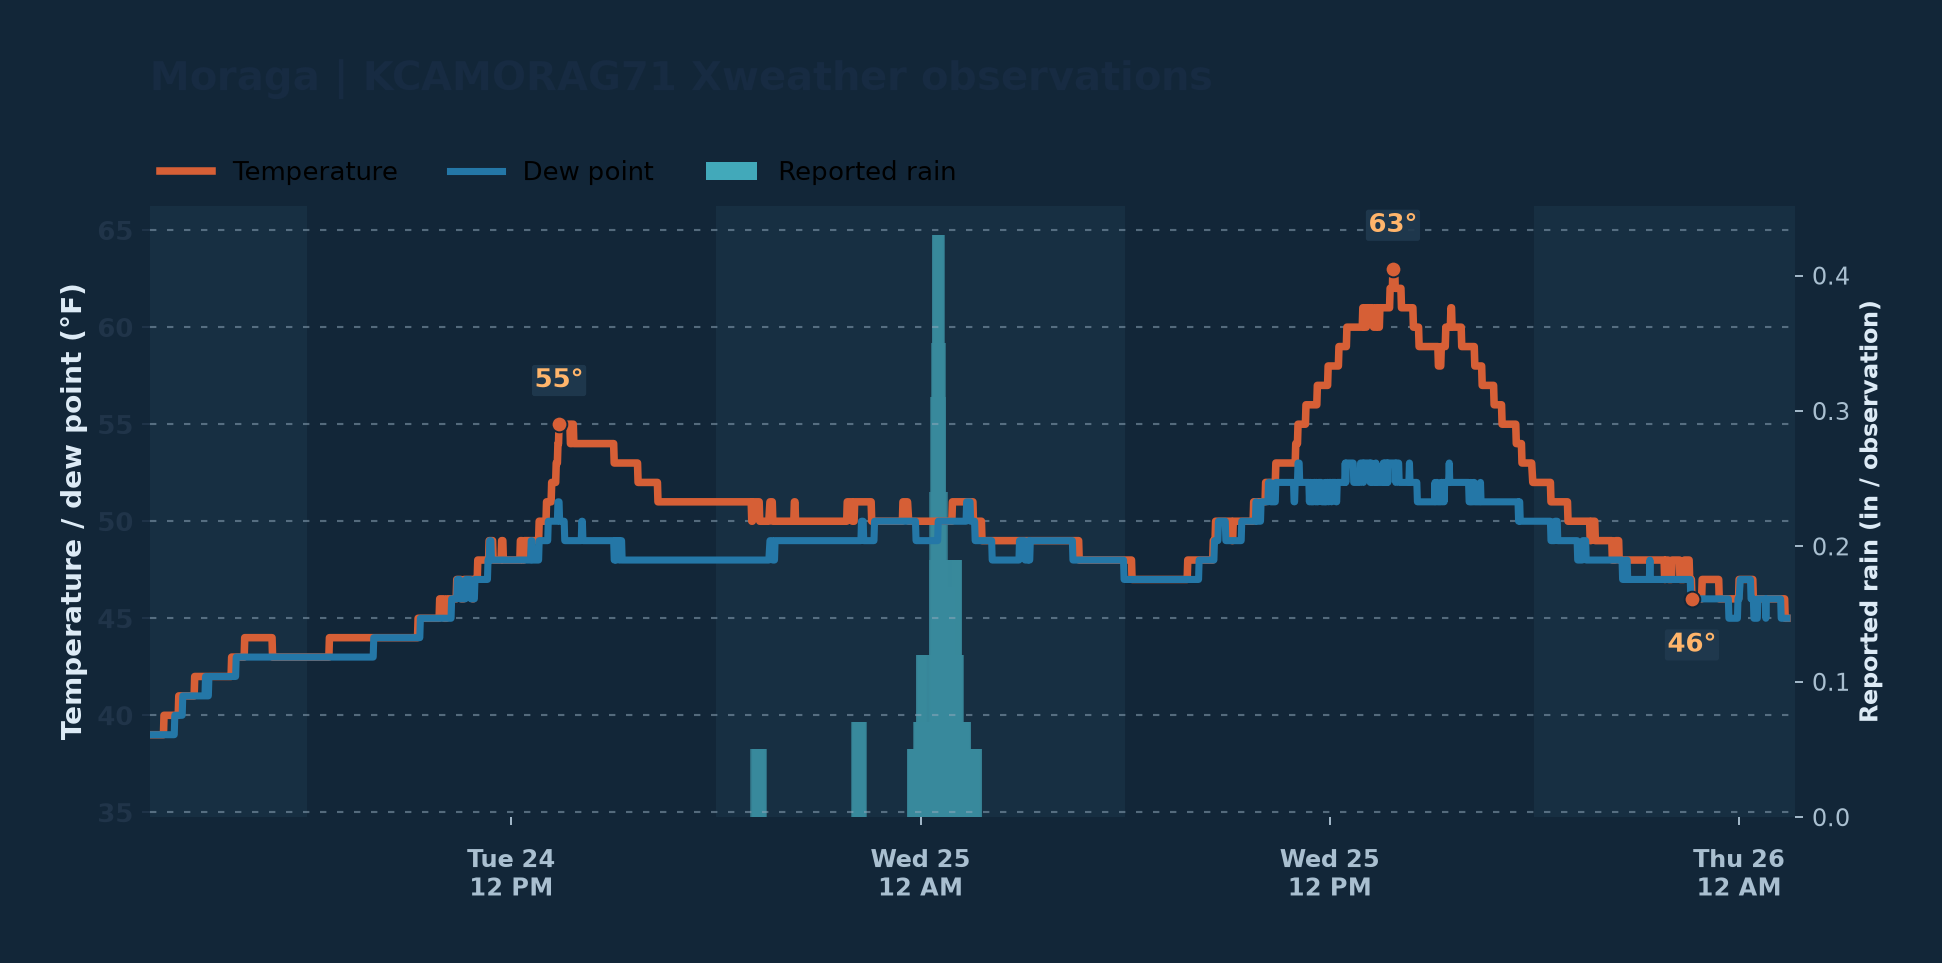 Moraga | KCAMORAG71 Xweather observations
Temperature
Dew point
Reported rain
65
60
55
50
45
40
35
Temperature / dew point (°F)
55°
63°
46°
0.4
0.3
0.2
0.1
0.0
Reported rain (in / observation)
Tue 24
12 PM
Wed 25
12 AM
Wed 25
12 PM
Thu 26
12 AM